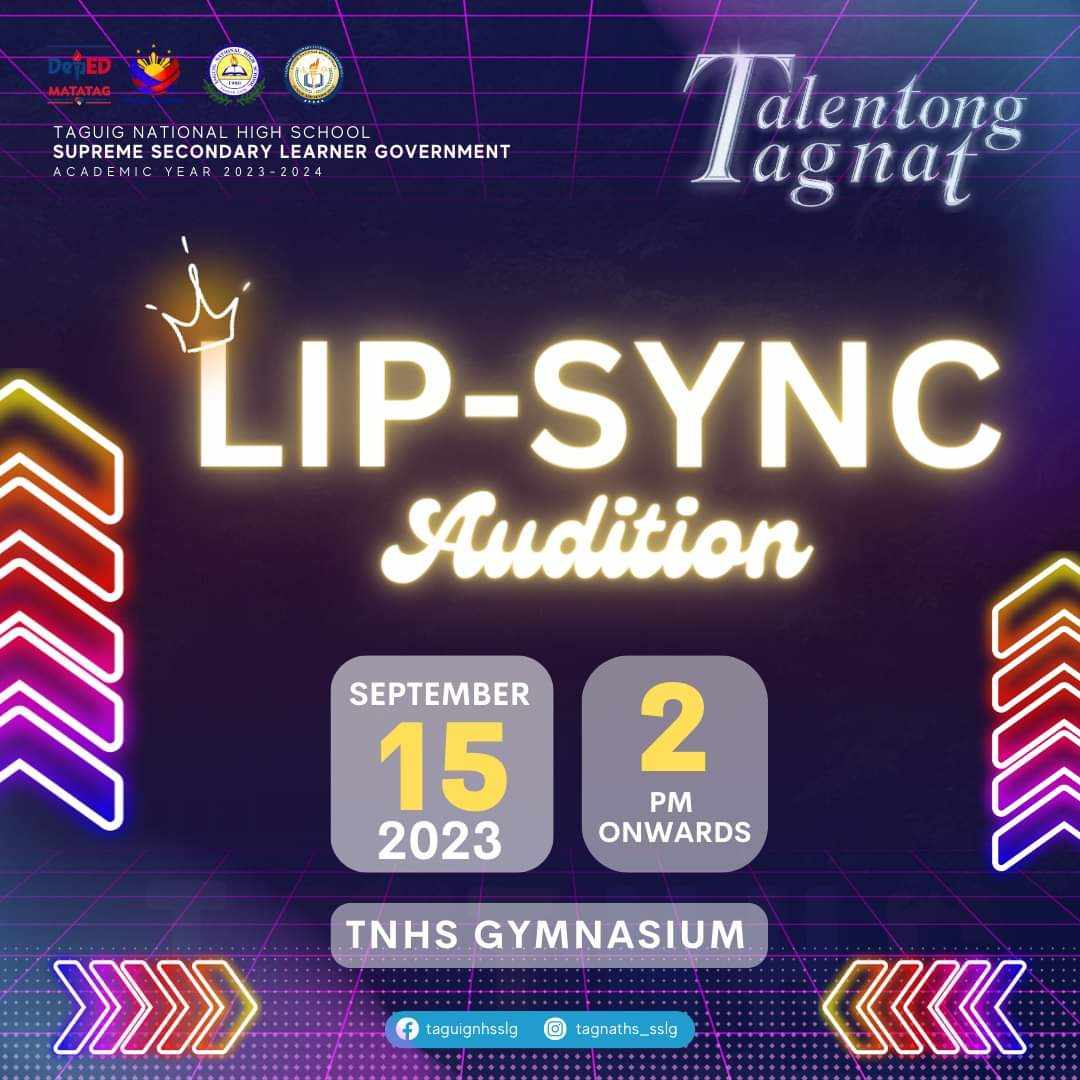 DepED
MATATAG
TAGUIG NATIONAL HIGH SCHOOL
SUPREME SECONDARY LEARNER GOVERNMENT
ACADEMIC YEAR 2023-2024
Talentong
Tagnat
LIP-SYNC
Audition
SEPTEMBER
15
2023
2
PM
ONWARDS
TNHS GYMNASIUM
taguignhsslg
tagnaths_sslg